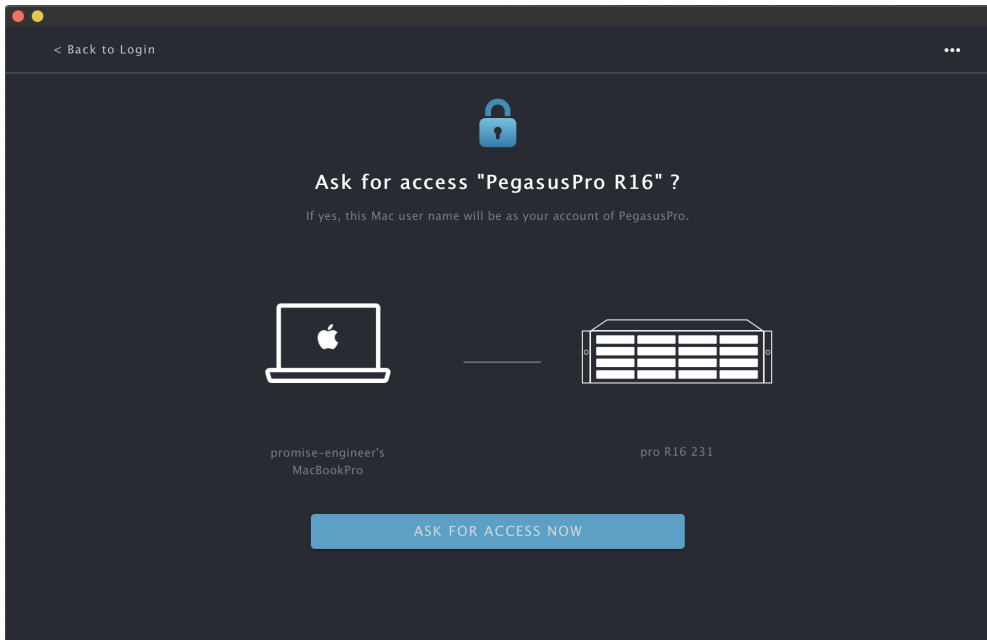 < Back to Login
•••
Ask for access "PegasusPro R16" ?
If yes, this Mac user name will be as your account of PegasusPro.
promise-engineer's
MacBookPro
pro R16 231
ASK FOR ACCESS NOW